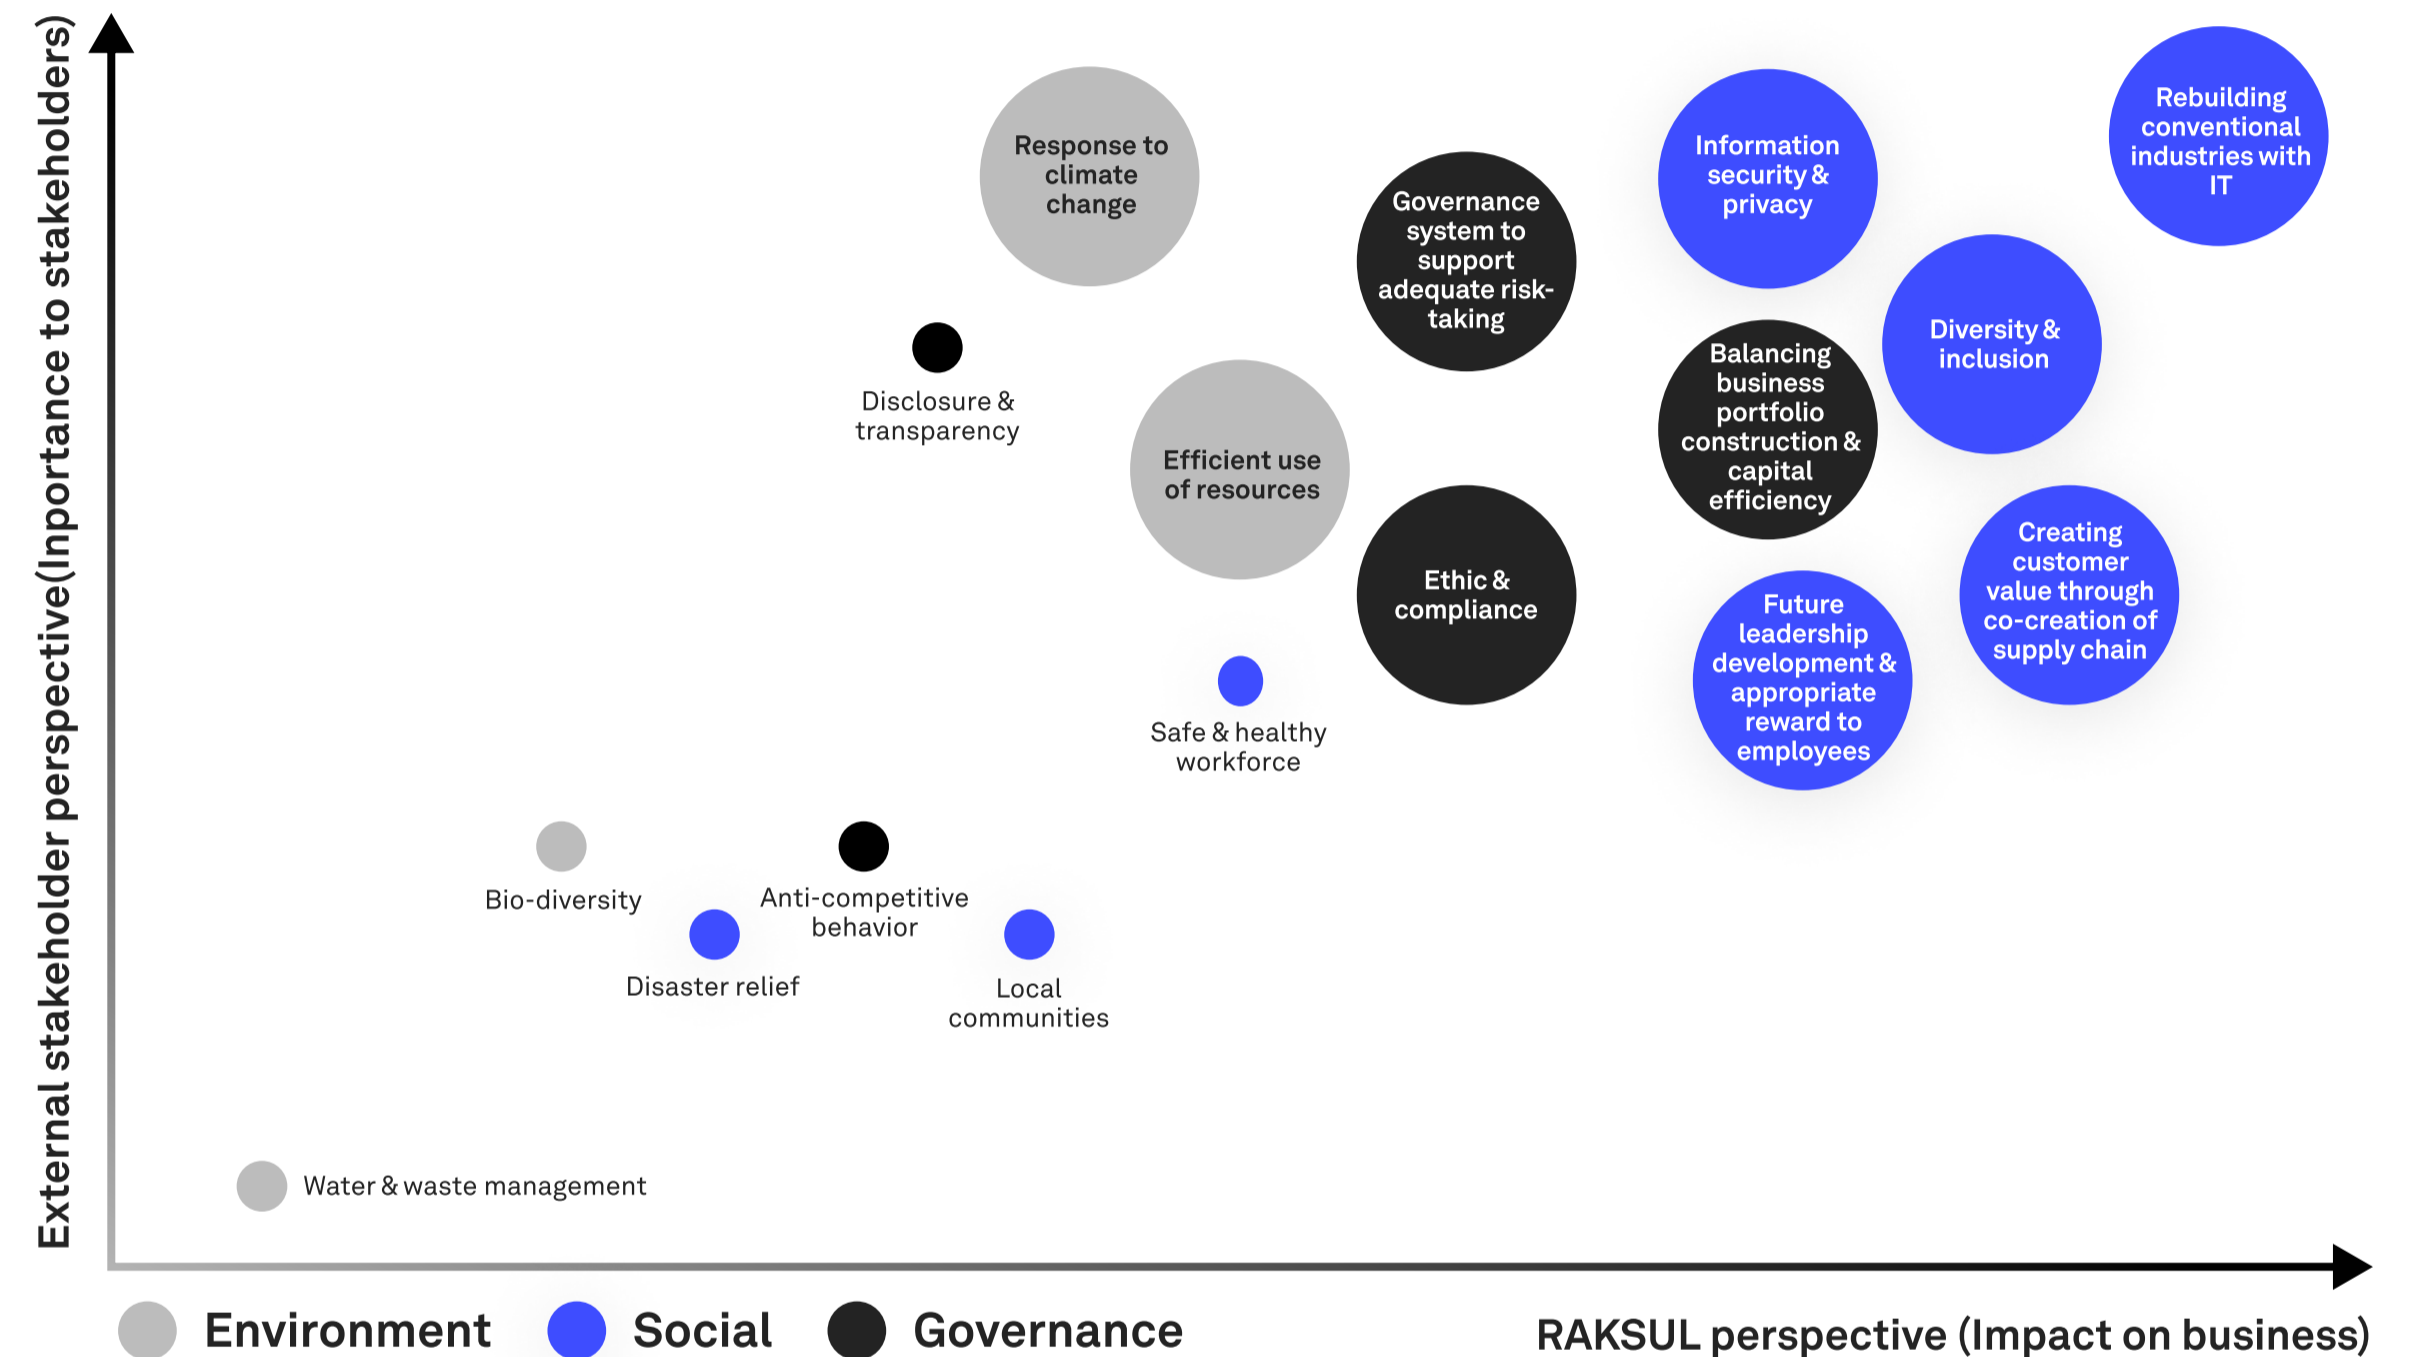 External stakeholder perspective(Inportance to stakeholders)
Response to
climate
change
Governance
system to
support
adequate risk-
taking
Information
security &
privacy
Rebuilding
conventional
industries with
IT
Disclosure &
transparency
Efficient use
of resources
Balancing
business
portfolio
construction &
capital
efficiency
Diversity &
inclusion
Ethic &
compliance
Creating
customer
value through
co-creation of
supply chain
Future
leadership
development &
appropriate
reward to
employees
Safe & healthy
workforce
Bio-diversity
Anti-competitive
behavior
Disaster relief
Local
communities
Water & waste management
Environment
Social
Governance
RAKSUL perspective (Impact on business)